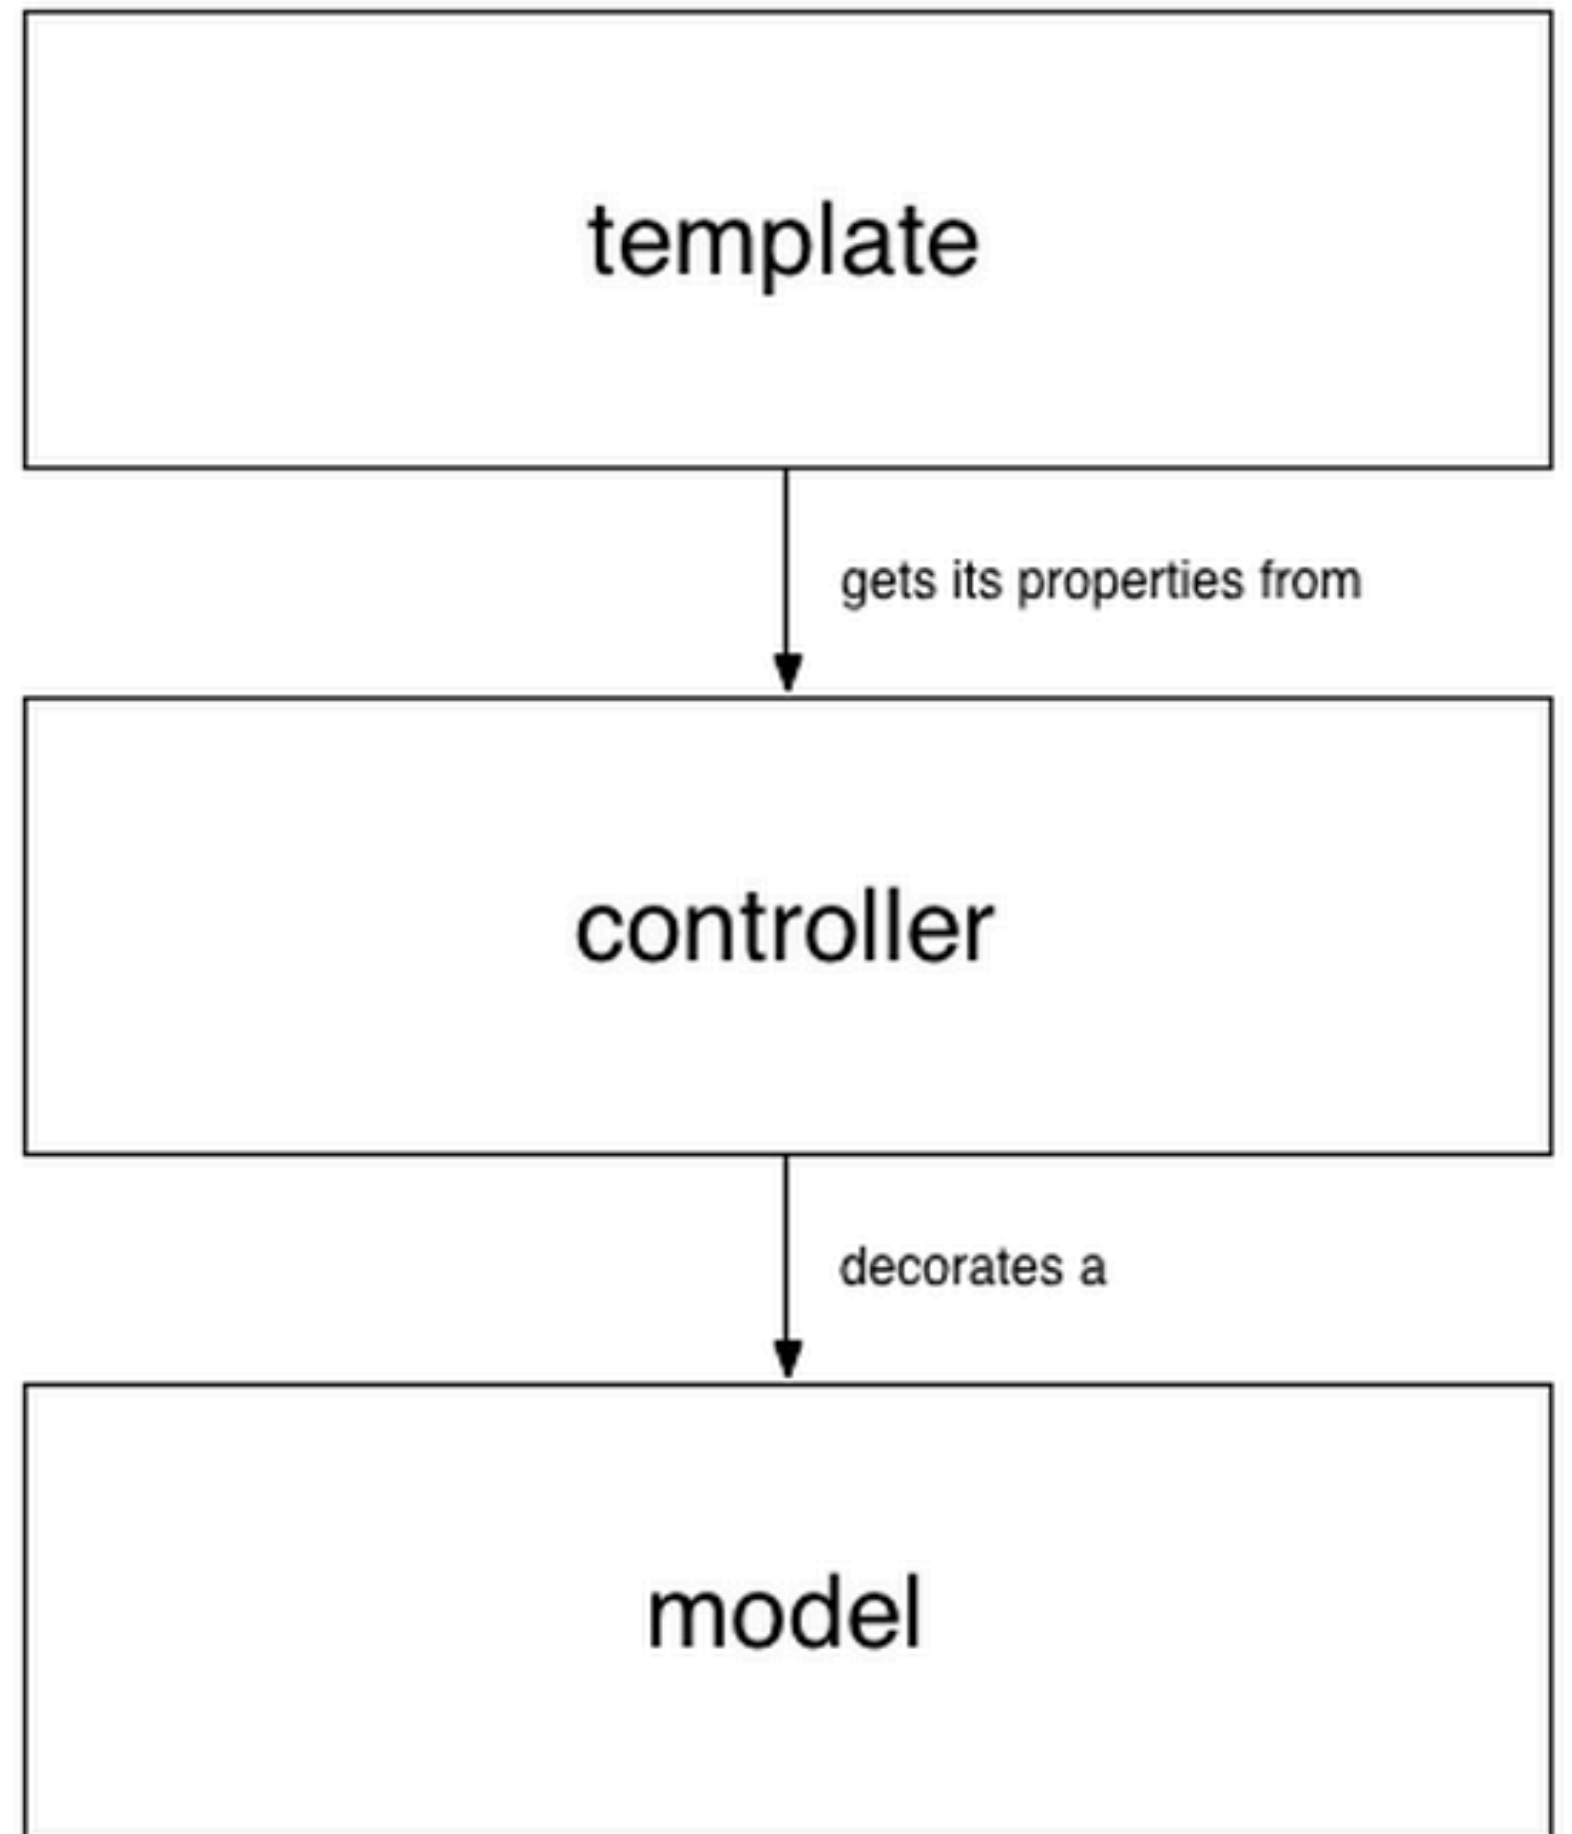 template
gets its properties from
controller
decorates a
model